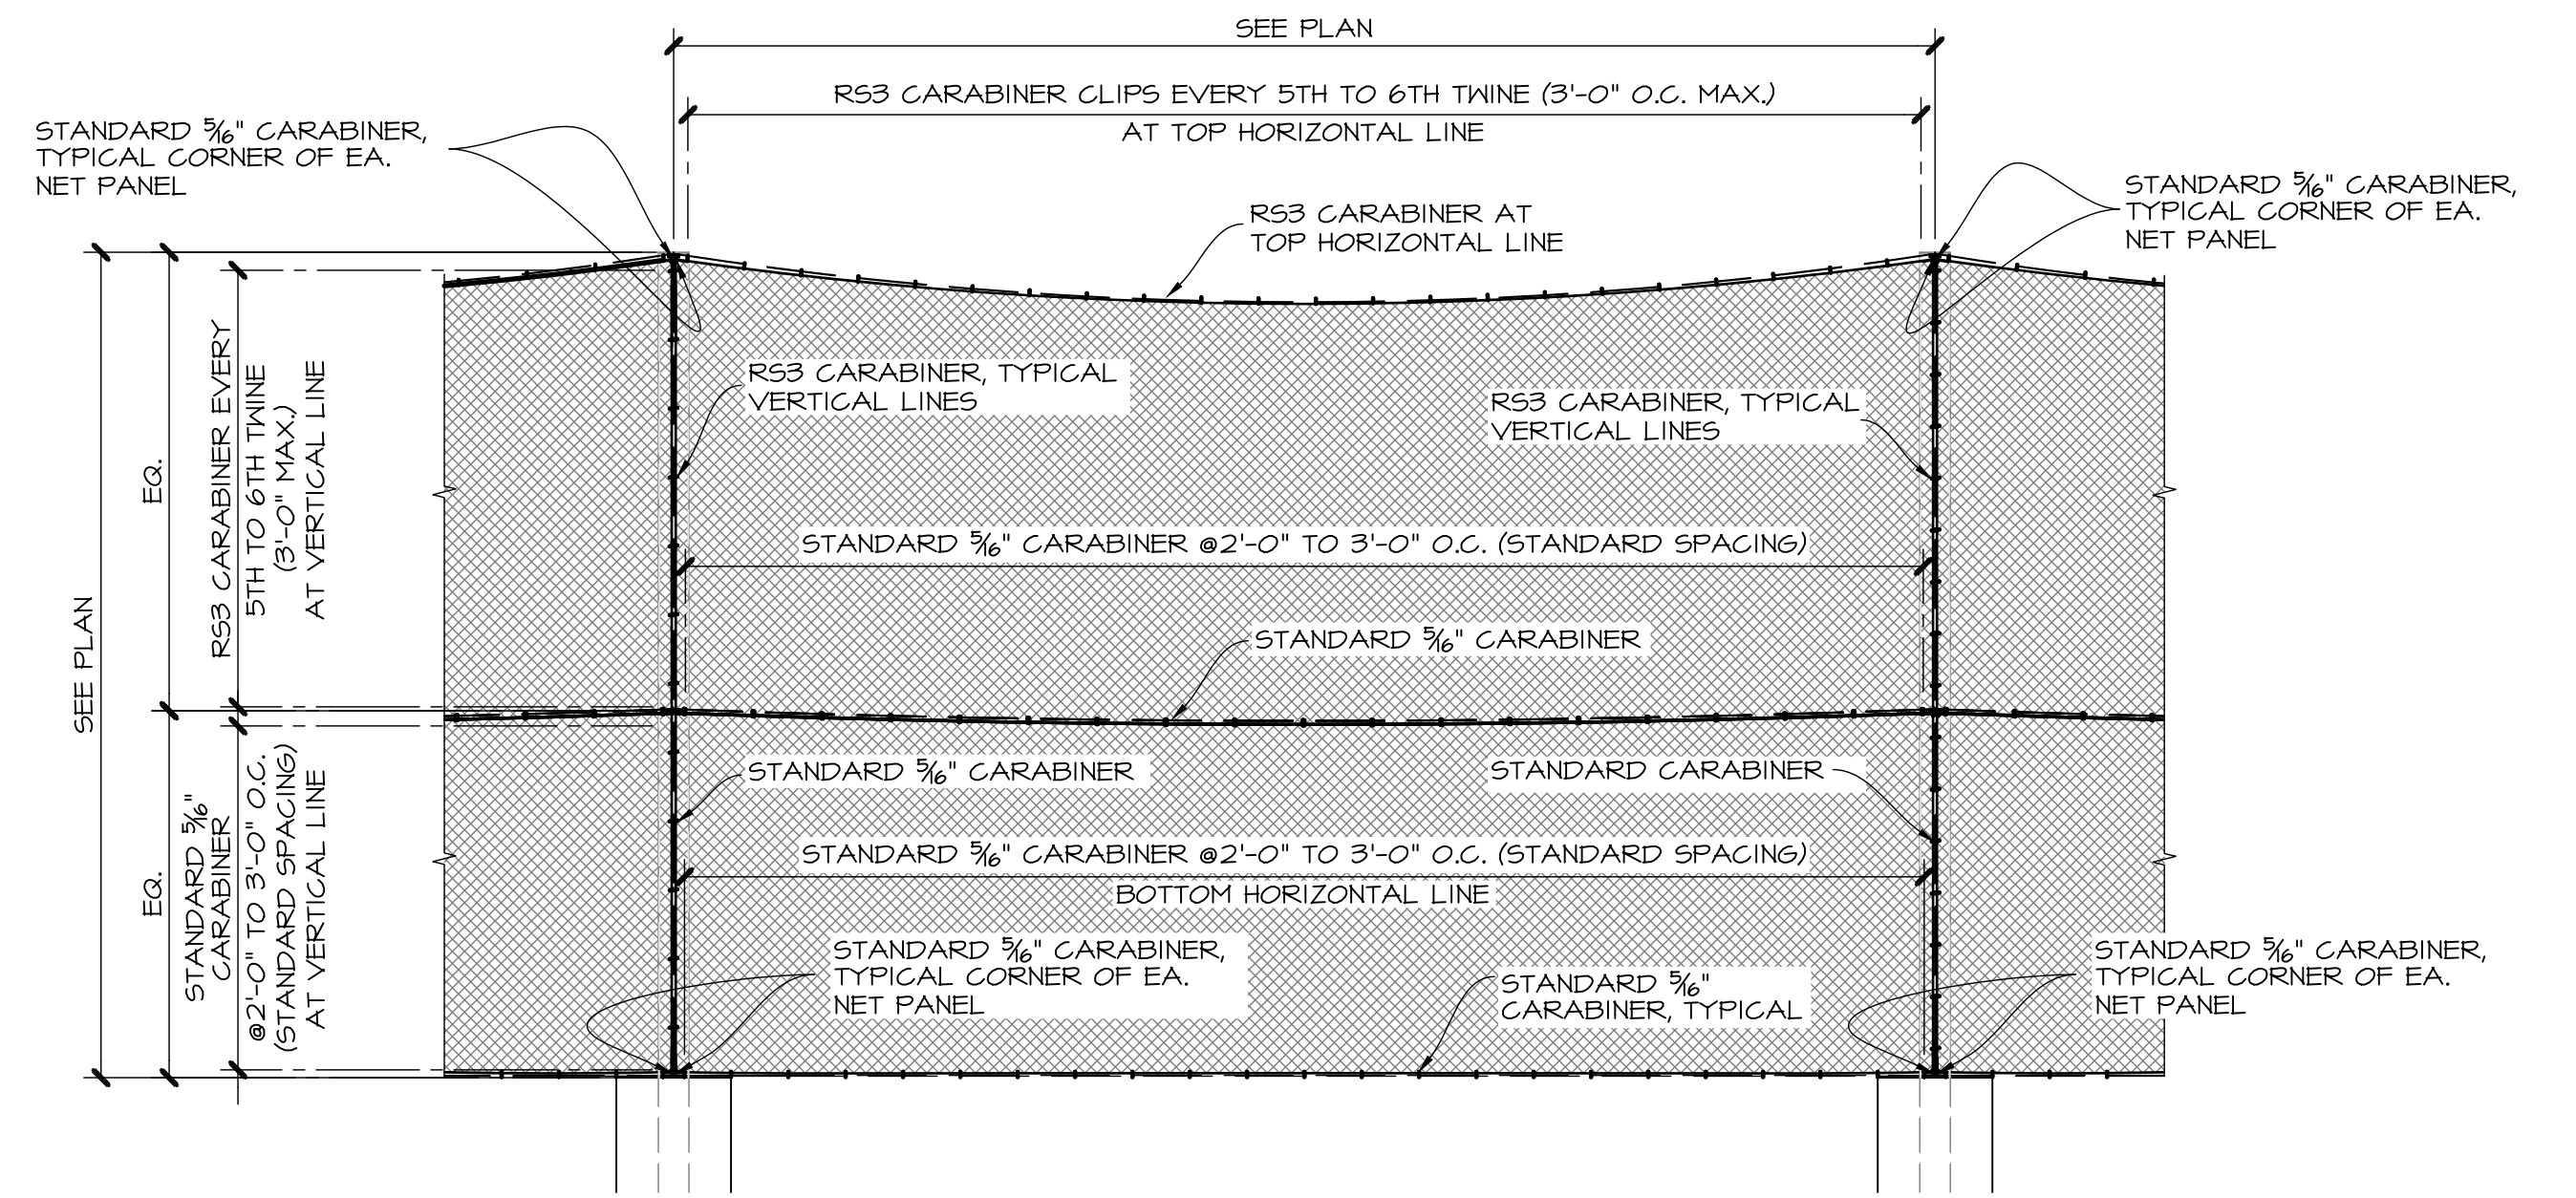 SEE PLAN
RS3 CARABINER CLIPS EVERY 5TH TO 6TH TWINE (3'-0" O.C. MAX.)
AT TOP HORIZONTAL LINE
STANDARD 5/16" CARABINER,
TYPICAL CORNER OF EA.
NET PANEL
STANDARD 5/16" CARABINER,
TYPICAL CORNER OF EA.
NET PANEL
RS3 CARABINER AT
TOP HORIZONTAL LINE
RS3 CARABINER, TYPICAL
VERTICAL LINES
RS3 CARABINER, TYPICAL
VERTICAL LINES
SEE PLAN
EQ.
RS3 CARABINER EVERY
5TH TO 6TH TWINE
(3'-0" MAX.)
AT VERTICAL LINE
STANDARD 5/16" CARABINER @2'-0" TO 3'-0" O.C. (STANDARD SPACING)
STANDARD 5/16" CARABINER
EQ.
STANDARD 5/16"
CARABINER
@2'-0" TO 3'-0" O.C.
(STANDARD SPACING)
AT VERTICAL LINE
STANDARD 5/16" CARABINER
STANDARD CARABINER
STANDARD 5/16" CARABINER @2'-0" TO 3'-0" O.C. (STANDARD SPACING)
BOTTOM HORIZONTAL LINE
STANDARD 5/16" CARABINER,
TYPICAL CORNER OF EA.
NET PANEL
STANDARD 5/16"
CARABINER, TYPICAL
STANDARD 5/16" CARABINER,
TYPICAL CORNER OF EA.
NET PANEL